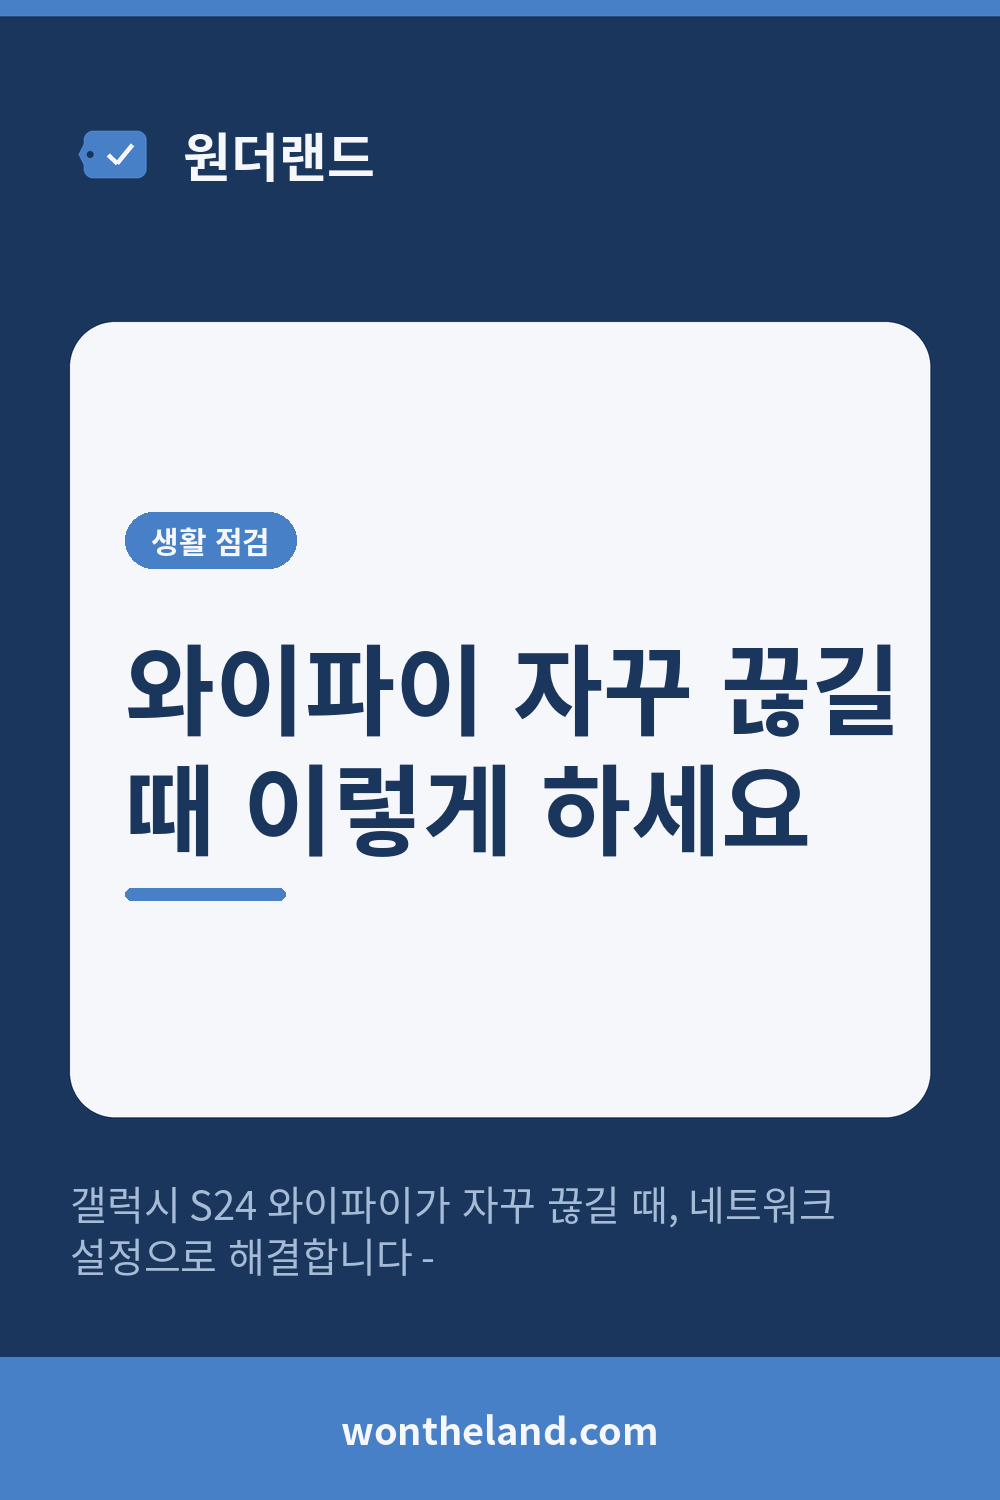 원더랜드
생활 점검
와이파이 자꾸 끊길
때 이렇게 하세요
갤럭시 S24 와이파이가 자꾸 끊길 때, 네트워크
설정으로 해결합니다 -
wontheland.com